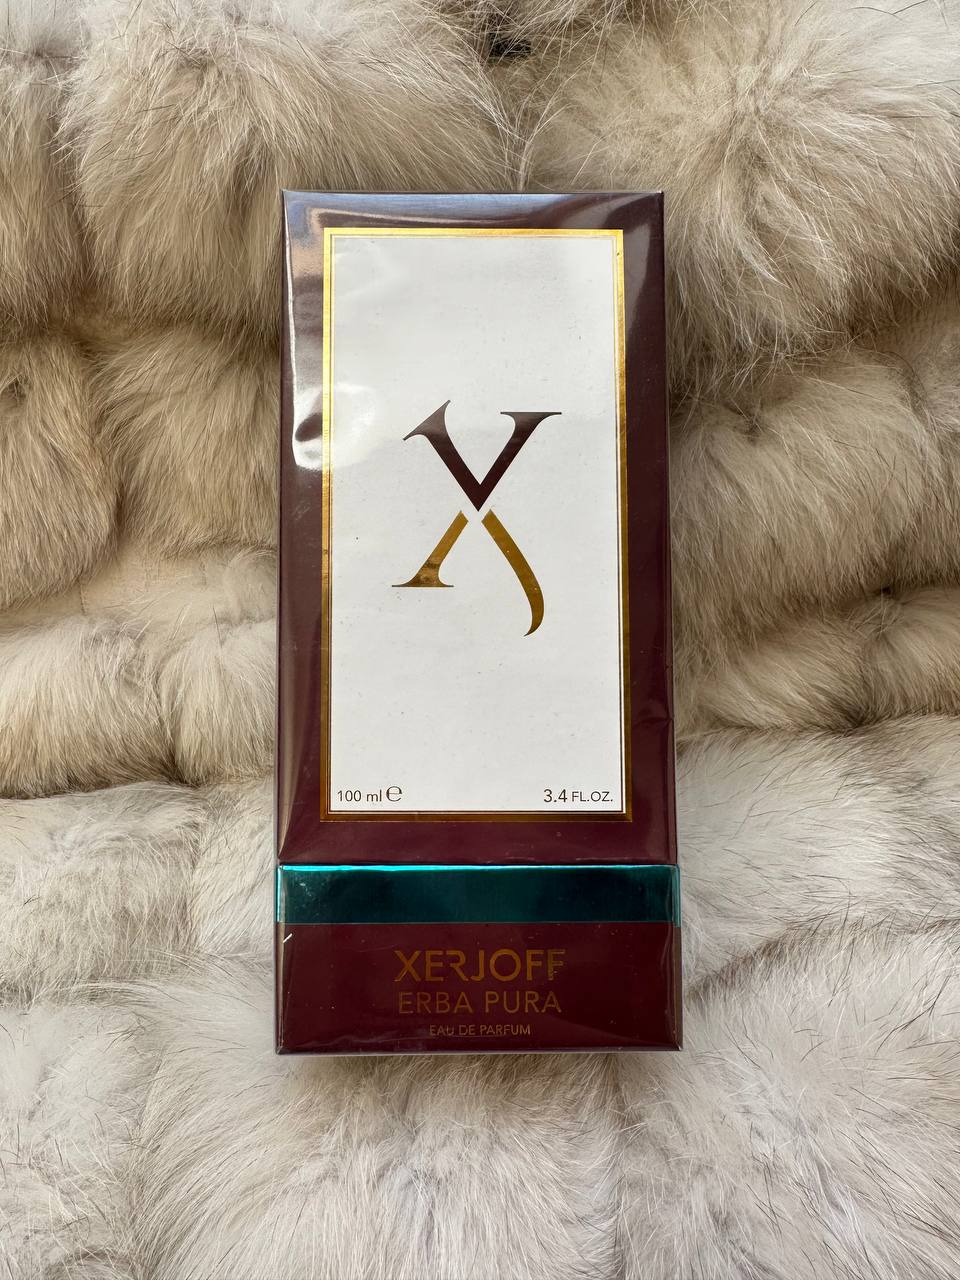 X
100 ml ℮
3.4 FL.OZ.
XERJOFF
ERBA PURA
EAU DE PARFUM